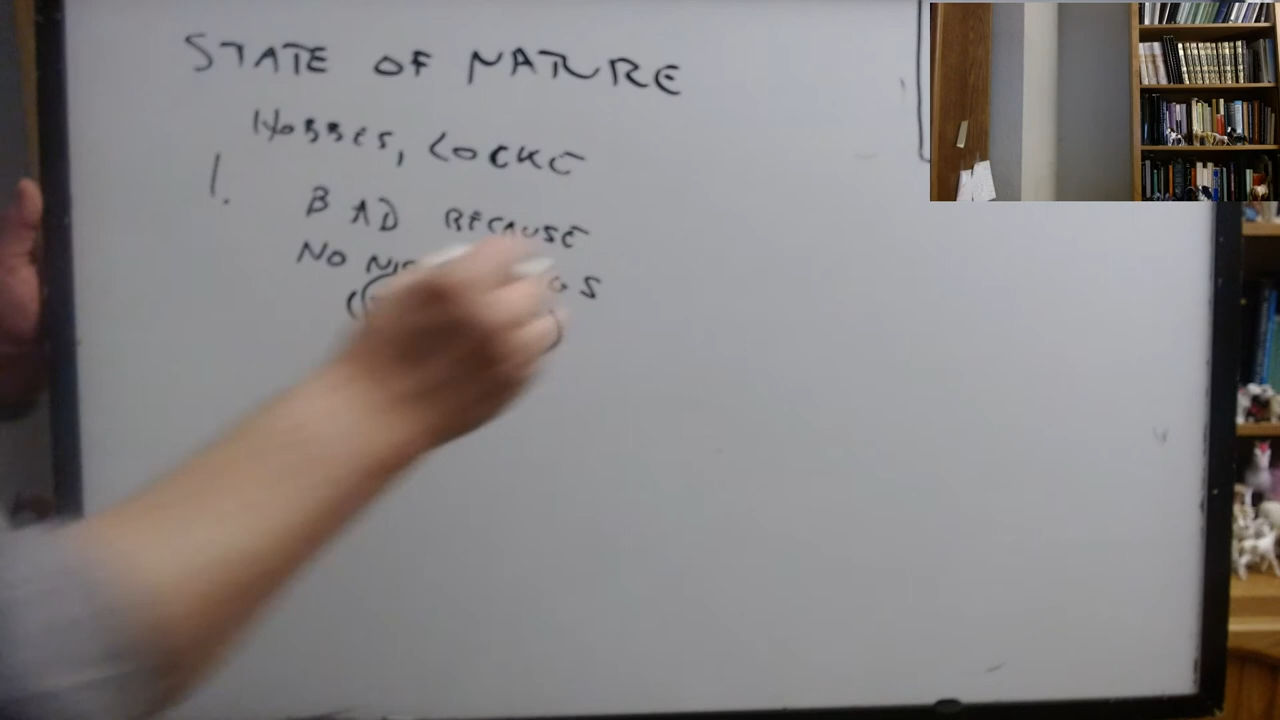 STATE OF NATURE
HOBBES, LOCKE
1. BAD BECAUSE
NO